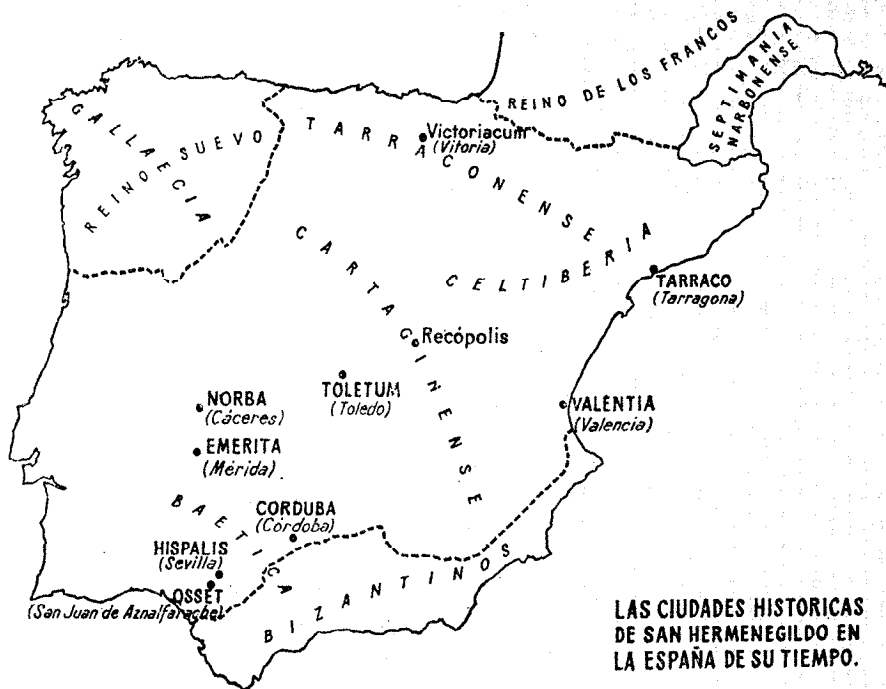 REINO DE LOS FRANCOS
SEPTIMANIA
NARBONENSE
GALLAECIA
REINO SUEVO
TARRACONENSE
Victoriacum
(Vitoria)
CARTAGINENSE
CELTIBERIA
TARRACO
(Tarragona)
Recópolis
TOLETUM
(Toledo)
NORBA
(Cáceres)
VALENTIA
(Valencia)
EMERITA
(Mérida)
BAETICA
CORDUBA
(Córdoba)
HISPALIS
(Sevilla)
OSSET
(San Juan de Aznalfarache)
BIZANTINOS
LAS CIUDADES HISTORICAS
DE SAN HERMENEGILDO EN
LA ESPAÑA DE SU TIEMPO.